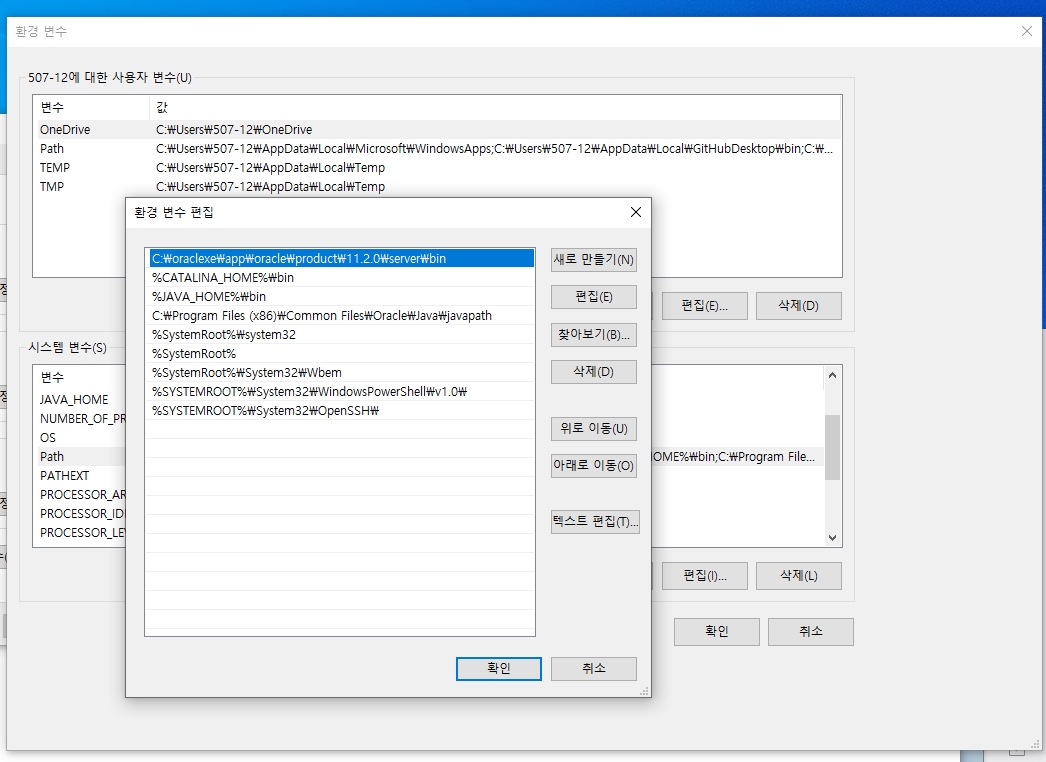 환경 변수
507-12에 대한 사용자 변수(U)
변수 값
OneDrive C:₩Users₩507-12₩OneDrive
Path C:₩Users₩507-12₩AppData₩Local₩Microsoft₩WindowsApps;C:₩Users₩507-12₩AppData₩Local₩GitHubDesktop₩bin;C:₩...
TEMP C:₩Users₩507-12₩AppData₩Local₩Temp
TMP C:₩Users₩507-12₩AppData₩Local₩Temp
편집(E)... 삭제(D)
시스템 변수(S)
변수
JAVA_HOME
NUMBER_OF_PR
OS
Path OME%₩bin;C:₩Program File...
PATHEXT
PROCESSOR_AR
PROCESSOR_ID
PROCESSOR_LE
편집(I)... 삭제(L)
확인 취소
환경 변수 편집
C:₩oraclexe₩app₩oracle₩product₩11.2.0₩server₩bin
%CATALINA_HOME%₩bin
%JAVA_HOME%₩bin
C:₩Program Files (x86)₩Common Files₩Oracle₩Java₩javapath
%SystemRoot%₩system32
%SystemRoot%
%SystemRoot%₩System32₩Wbem
%SYSTEMROOT%₩System32₩WindowsPowerShell₩v1.0₩
%SYSTEMROOT%₩System32₩OpenSSH₩
새로 만들기(N)
편집(E)
찾아보기(B)...
삭제(D)
위로 이동(U)
아래로 이동(O)
텍스트 편집(T)...
확인 취소